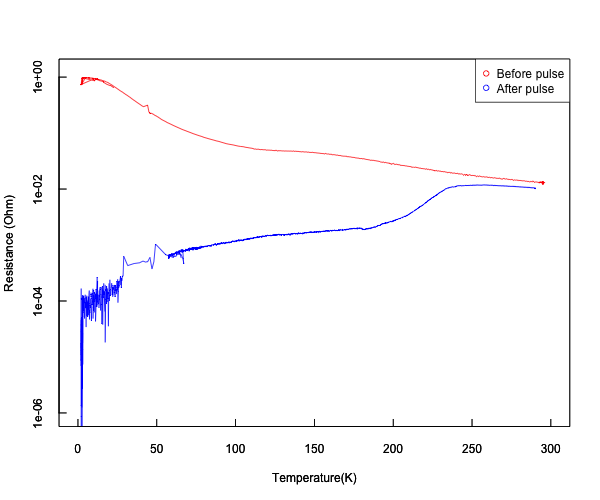 Before pulse
After pulse
1e+00
1e-02
1e-04
1e-06
Resistance (Ohm)
0 50 100 150 200 250 300
Temperature(K)